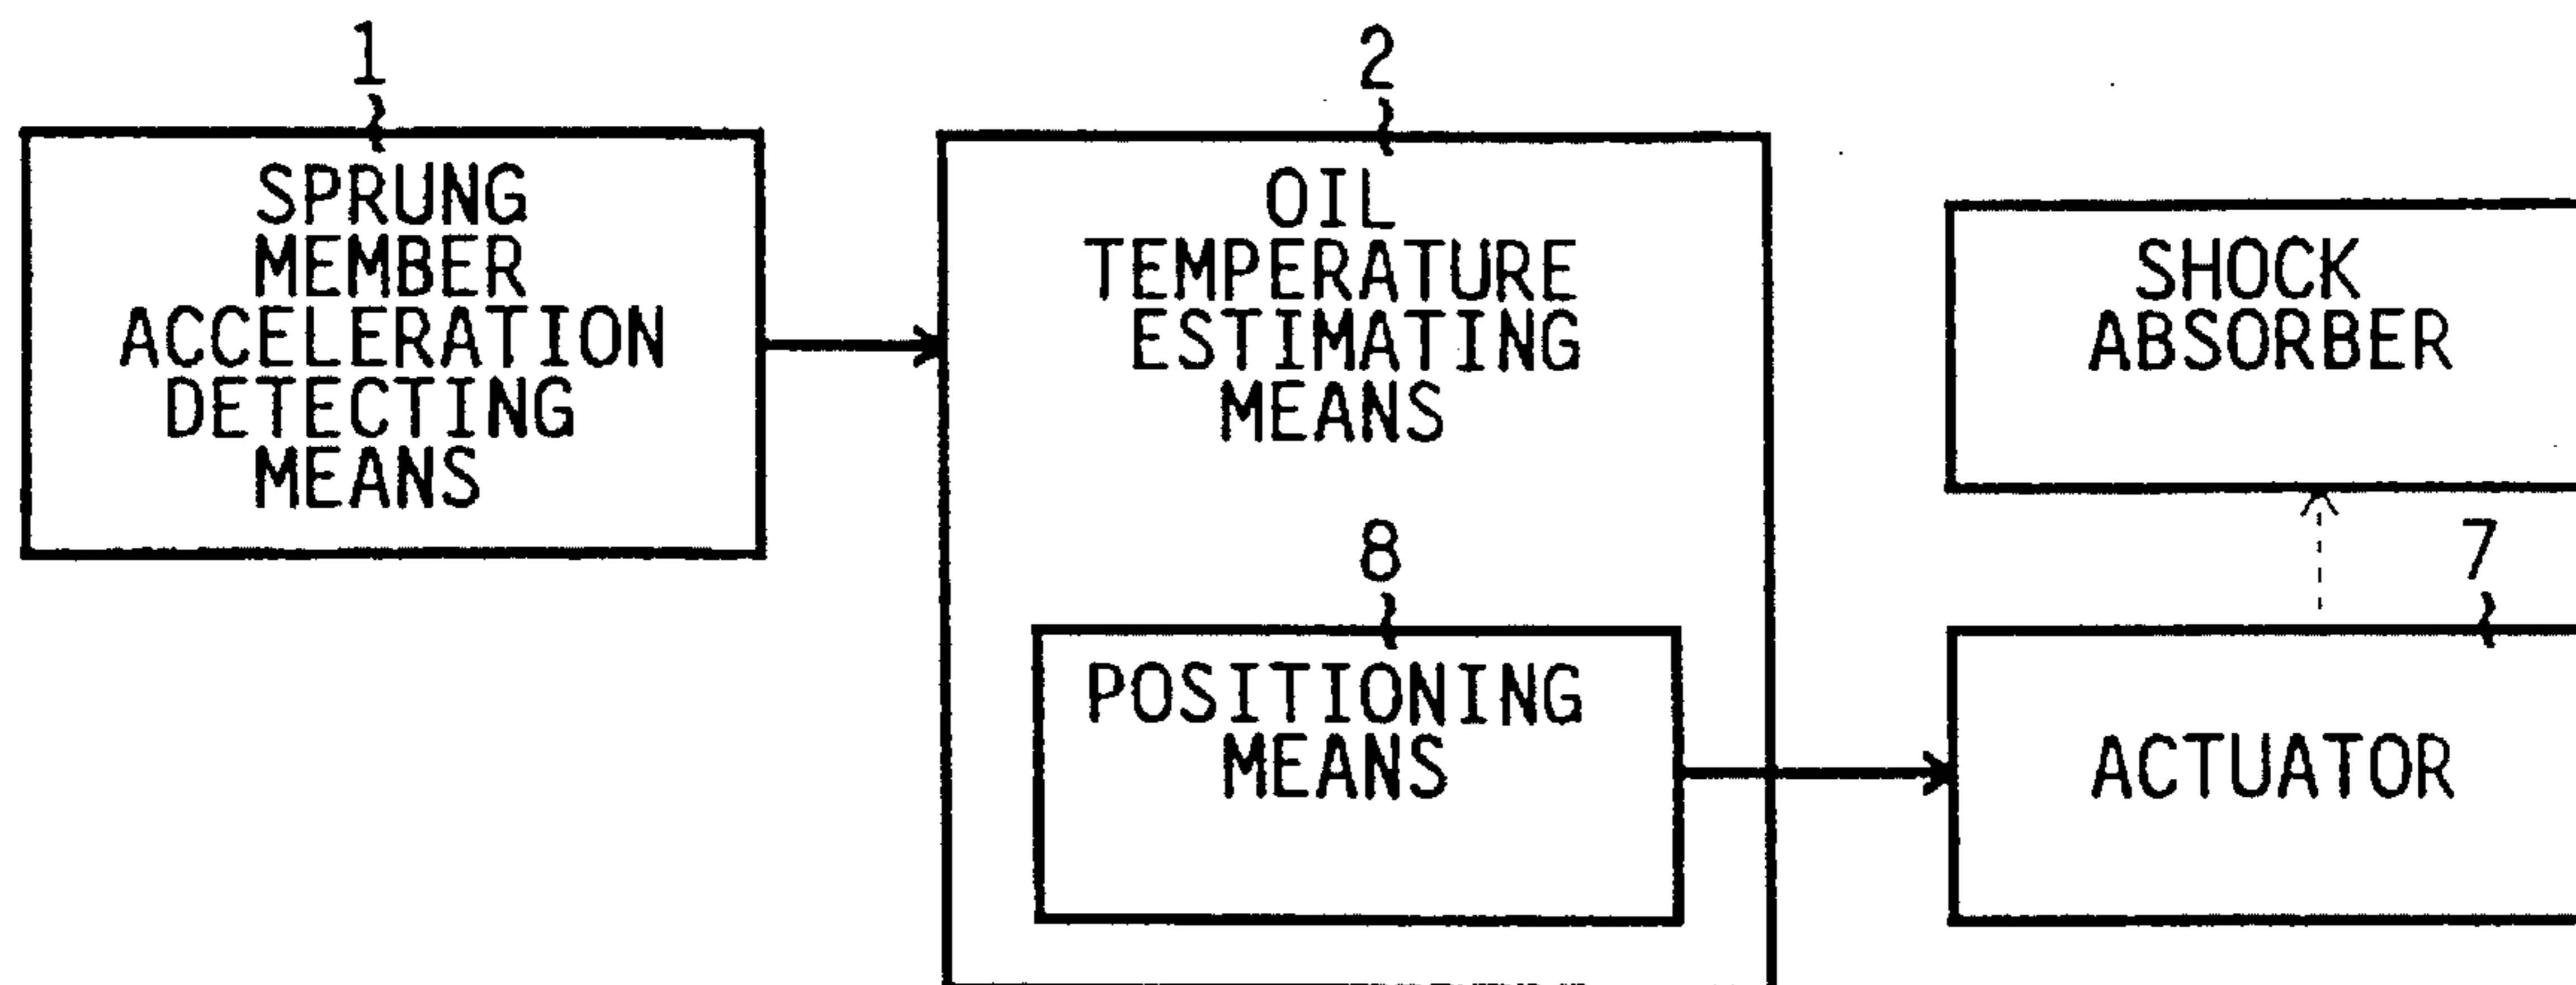 1
SPRUNG
MEMBER
ACCELERATION
DETECTING
MEANS
2
OIL
TEMPERATURE
ESTIMATING
MEANS
8
POSITIONING
MEANS
SHOCK
ABSORBER
7
ACTUATOR